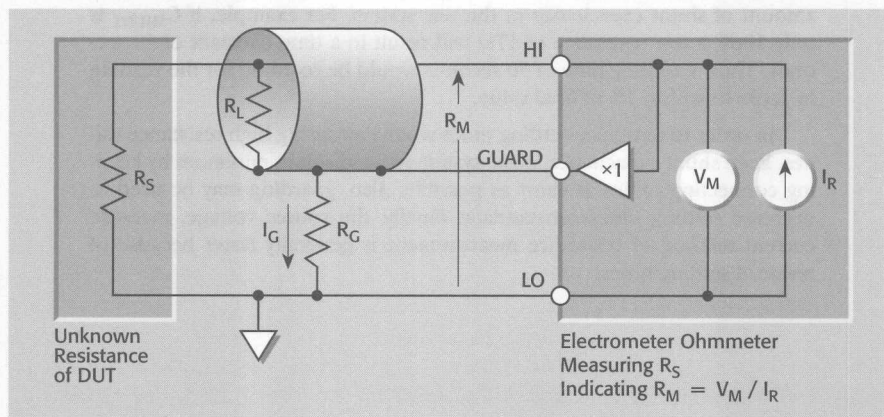 HI
R_L
R_M
R_S
GUARD
×1
V_M
I_R
I_G
R_G
LO
Unknown
Resistance
of DUT
Electrometer Ohmmeter
Measuring R_S
Indicating R_M = V_M / I_R